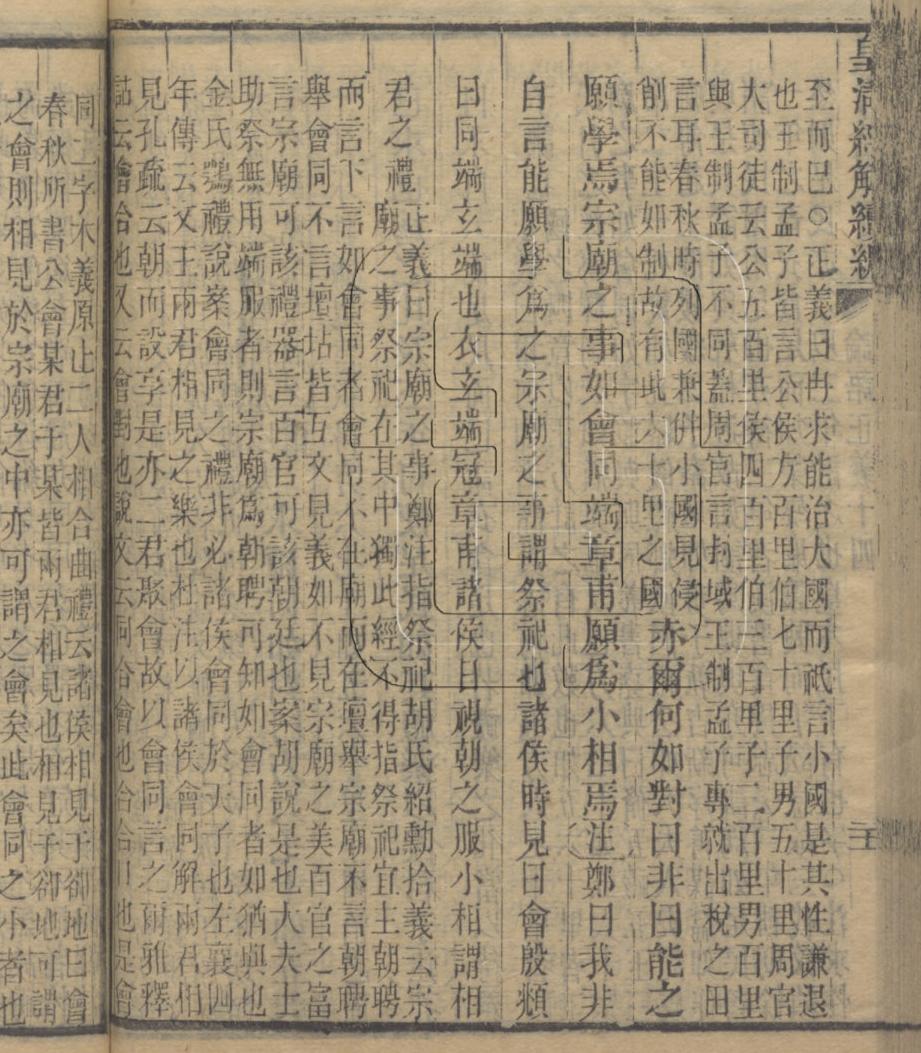 皇清經解續編
至而已○正義曰冉求能治大國而祇言小國是其性謙退
也王制孟子皆言公侯方百里伯七十里子男五十里周官
大司徒云公五百里侯四百里伯三百里子二百里男百里
與王制孟子不同蓋周官言封域王制孟子專就出稅之田
言耳春秋時列國兼併小國見侵
削不能如制故有此六十里之國
赤爾何如對曰非曰能之
願學焉宗廟之事如會同端章甫願爲小相焉注鄭曰我非
自言能願學爲之宗廟之事謂祭祀也諸侯時見曰會殷頫
曰同端玄端也衣玄端冠章甫諸侯日視朝之服小相謂相
君之禮
正義曰宗廟之事鄭注指祭祀胡氏紹勳拾義云宗
廟之事祭祀在其中獨此經不得指祭祀宜主朝聘
而言下言如會同者會同不在廟而在壇舉宗廟不言朝聘
舉會同不言壇坫皆互文見義如不見宗廟之美百官之富
言宗廟可該禮器言百官可該朝廷也案胡說是也大夫士
助祭無用端服者則宗廟爲朝聘可知如會同者如猶與也
金氏鶚禮說案會同之禮非必諸侯會同於天子也左襄四
年傳云文王兩君相見之樂也杜注以諸侯會同解兩君相
見孔疏云朝而設享是亦二君聚會故以會同言之爾雅釋
詁云會合也又云會對也說文云同合會也合合口也是會
同二字本義原止二人相合曲禮云諸侯相見于卻地曰會
春秋所書公會某君于某皆兩君相見也相見于卻地可謂
之會則相見於宗廟之中亦可謂之會矣此會同之小者也
二十